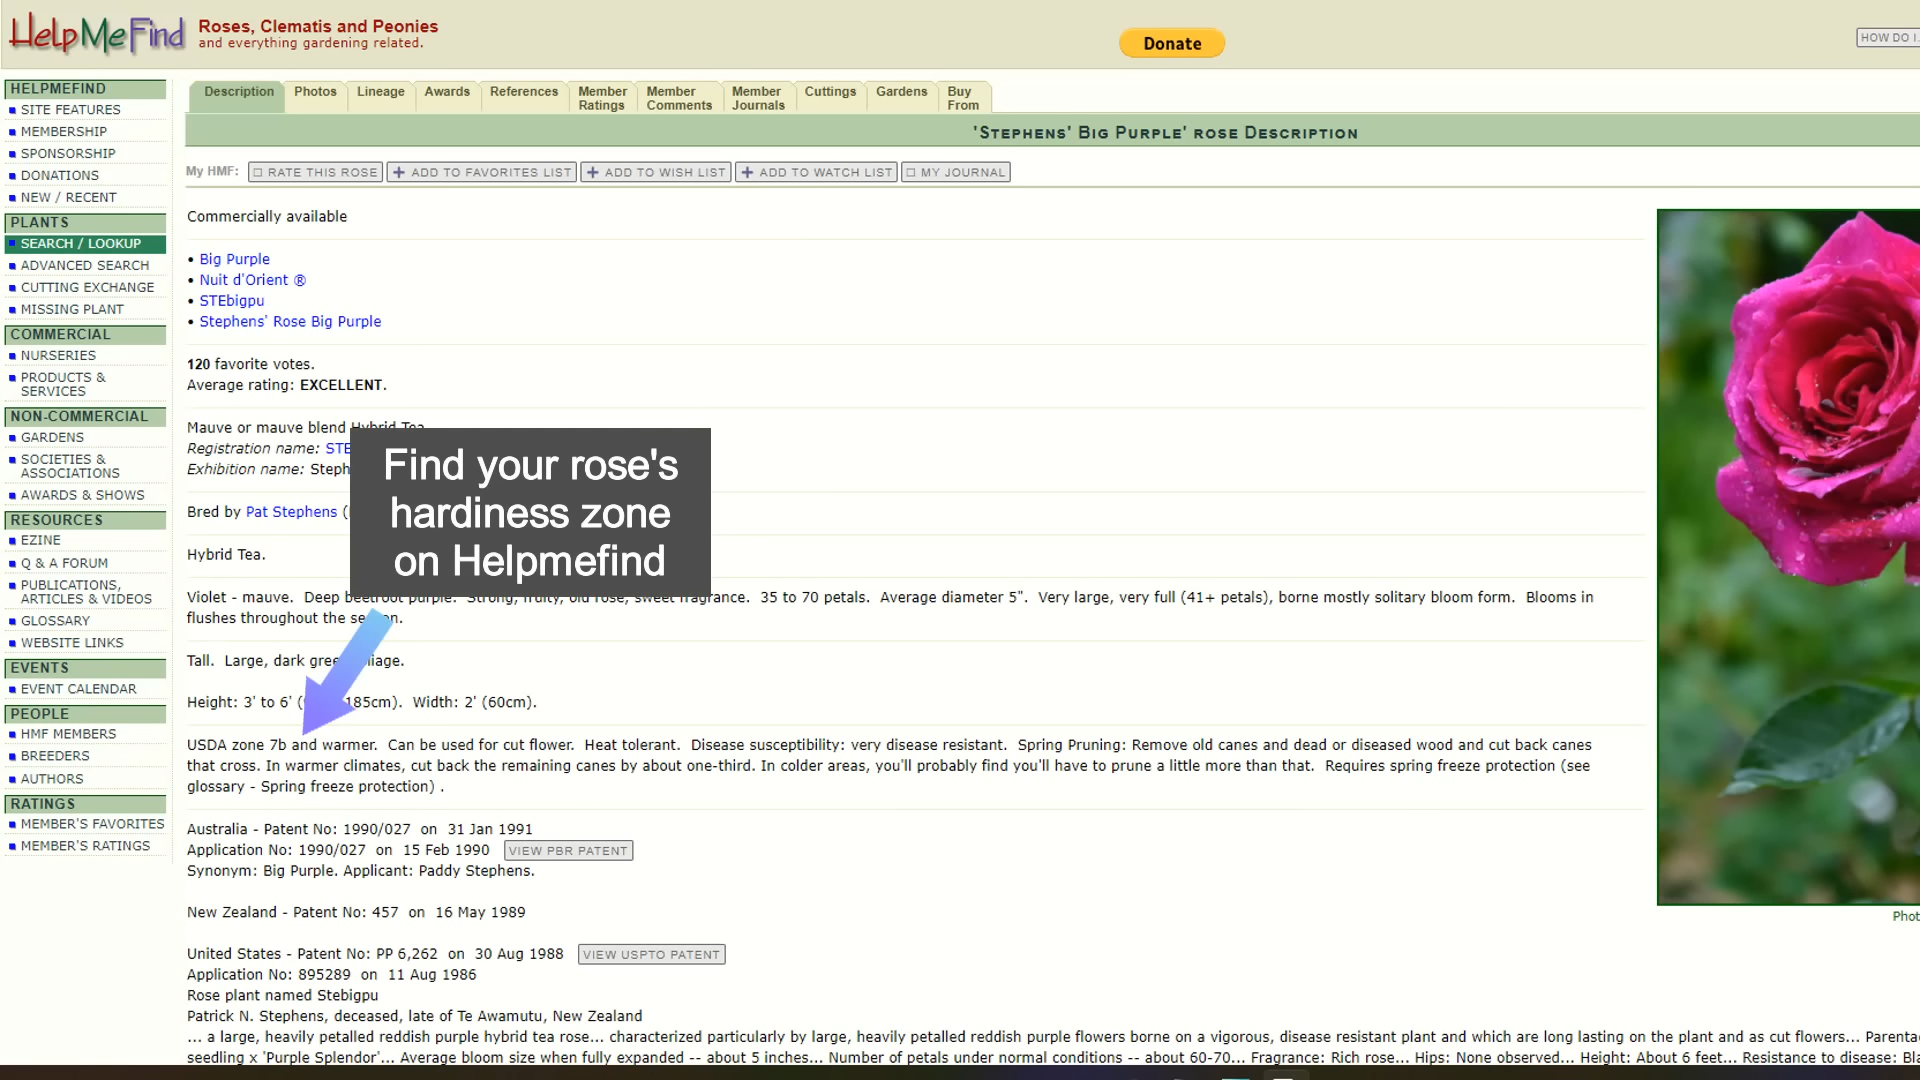 HelpMeFind Roses, Clematis and Peonies
and everything gardening related.
Donate
HOW DO I
HELPMEFIND
SITE FEATURES
MEMBERSHIP
SPONSORSHIP
DONATIONS
NEW / RECENT
PLANTS
SEARCH / LOOKUP
ADVANCED SEARCH
CUTTING EXCHANGE
MISSING PLANT
COMMERCIAL
NURSERIES
PRODUCTS &
SERVICES
NON-COMMERCIAL
GARDENS
SOCIETIES &
ASSOCIATIONS
AWARDS & SHOWS
RESOURCES
EZINE
Q & A FORUM
PUBLICATIONS,
ARTICLES & VIDEOS
GLOSSARY
WEBSITE LINKS
EVENTS
EVENT CALENDAR
PEOPLE
HMF MEMBERS
BREEDERS
AUTHORS
RATINGS
MEMBER'S FAVORITES
MEMBER'S RATINGS
Description Photos Lineage Awards References Member Ratings Member Comments Member Journals Cuttings Gardens Buy From
'Stephens' Big Purple' rose Description
My HMF: RATE THIS ROSE + ADD TO FAVORITES LIST + ADD TO WISH LIST + ADD TO WATCH LIST MY JOURNAL
Commercially available
• Big Purple
• Nuit d'Orient ®
• STEbigpu
• Stephens' Rose Big Purple
120 favorite votes.
Average rating: EXCELLENT.
Mauve or mauve blend Hybrid Tea
Registration name:
Exhibition name:
Bred by Pat Stephens
Find your rose's
hardiness zone
on Helpmefind
Hybrid Tea.
Violet - mauve. Deep beetroot purple. Strong, fruity, old rose, sweet fragrance. 35 to 70 petals. Average diameter 5". Very large, very full (41+ petals), borne mostly solitary bloom form. Blooms in
flushes throughout the season.
Tall. Large, dark green foliage.
Height: 3' to 6' 185cm). Width: 2' (60cm).
USDA zone 7b and warmer. Can be used for cut flower. Heat tolerant. Disease susceptibility: very disease resistant. Spring Pruning: Remove old canes and dead or diseased wood and cut back canes
that cross. In warmer climates, cut back the remaining canes by about one-third. In colder areas, you'll probably find you'll have to prune a little more than that. Requires spring freeze protection (see
glossary - Spring freeze protection) .
Australia - Patent No: 1990/027 on 31 Jan 1991
Application No: 1990/027 on 15 Feb 1990 VIEW PBR PATENT
Synonym: Big Purple. Applicant: Paddy Stephens.
New Zealand - Patent No: 457 on 16 May 1989
United States - Patent No: PP 6,262 on 30 Aug 1988 VIEW USPTO PATENT
Application No: 895289 on 11 Aug 1986
Rose plant named Stebigpu
Patrick N. Stephens, deceased, late of Te Awamutu, New Zealand
... a large, heavily petalled reddish purple hybrid tea rose... characterized particularly by large, heavily petalled reddish purple flowers borne on a vigorous, disease resistant plant and which are long lasting on the plant and as cut flowers...
seedling x 'Purple Splendor'... Average bloom size when fully expanded -- about 5 inches... Number of petals under normal conditions -- about 60-70... Fragrance: Rich rose... Hips: None observed... Height: About 6 feet... Resistance to disease: